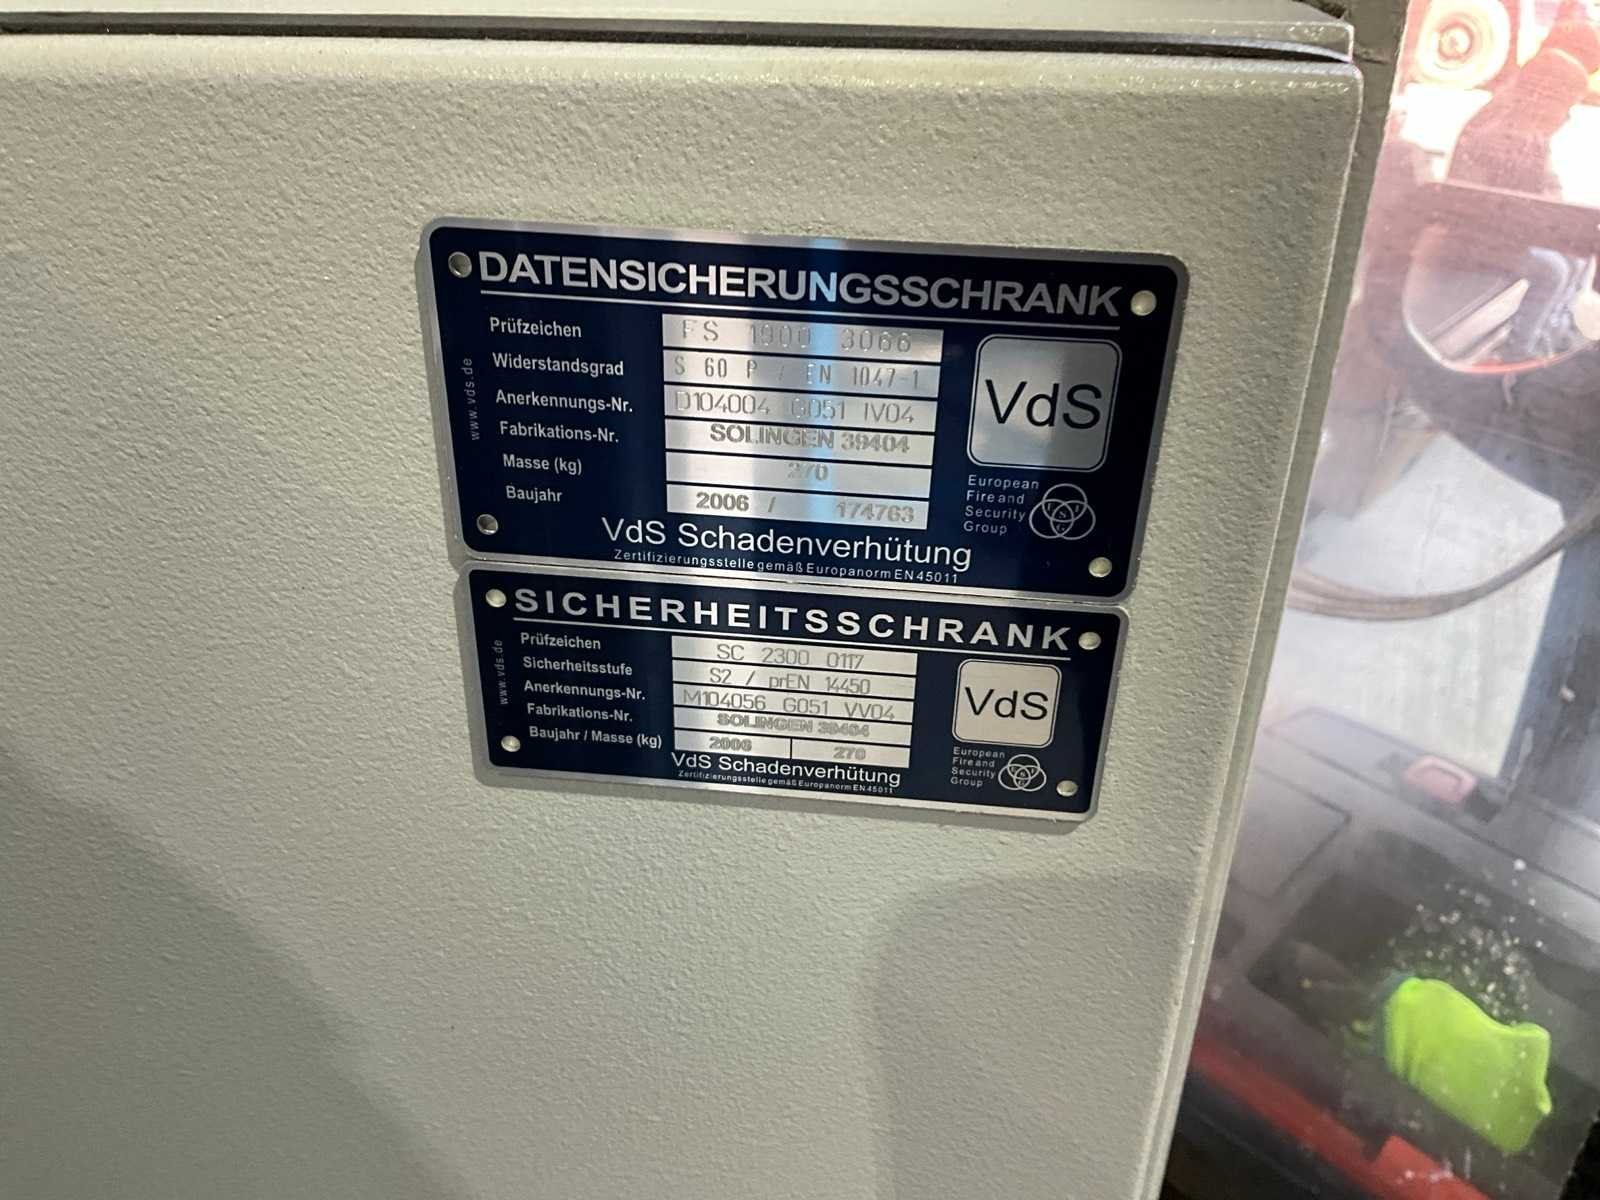 DATENSICHERUNGSSCHRANK
www.vds.de
Prüfzeichen FS 1900 3066
Widerstandsgrad S 60 P / EN 1047-1
Anerkennungs-Nr. D104004 G051 IV04
Fabrikations-Nr. SOLINGEN 39404
Masse (kg) 270
Baujahr 2006 / 174763
VdS
European
Fire and
Security
Group
VdS Schadenverhütung
Zertifizierungsstelle gemäß Europanorm EN 45011
SICHERHEITSSCHRANK
www.vds.de
Prüfzeichen SC 2300 0117
Sicherheitsstufe S2 / prEN 14450
Anerkennungs-Nr. M104056 G051 VV04
Fabrikations-Nr. SOLINGEN 39404
Baujahr / Masse (kg) 2006 270
VdS
European
Fire and
Security
Group
VdS Schadenverhütung
Zertifizierungsstelle gemäß Europanorm EN 45011